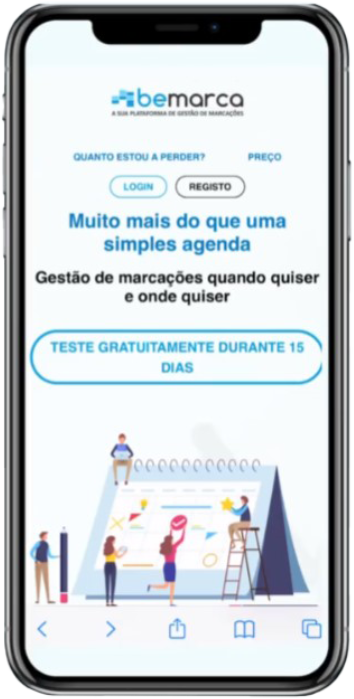 bemarca
A SUA PLATAFORMA DE GESTÃO DE MARCAÇÕES
QUANTO ESTOU A PERDER? PREÇO
LOGIN REGISTO
Muito mais do que uma
simples agenda
Gestão de marcações quando quiser
e onde quiser
TESTE GRATUITAMENTE DURANTE 15
DIAS